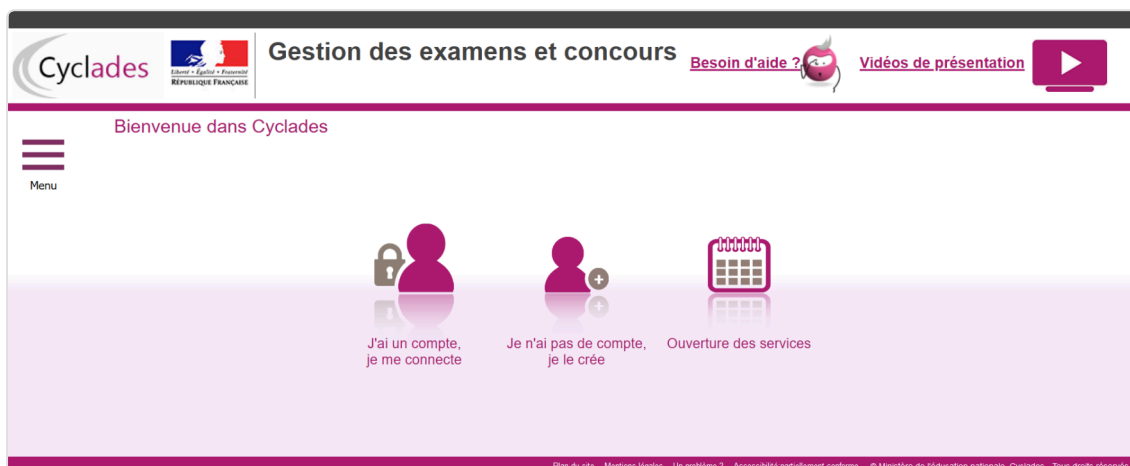 Cyclades
Liberté • Égalité • Fraternité
RÉPUBLIQUE FRANÇAISE
Gestion des examens et concours
Besoin d'aide ?
Vidéos de présentation
Bienvenue dans Cyclades
Menu
J'ai un compte,
je me connecte
Je n'ai pas de compte,
je le crée
Ouverture des services
Plan du site Mentions légales Un problème ? Accessibilité partiellement conforme © Ministère de l'éducation nationale, Cyclades - Tous droits réservés